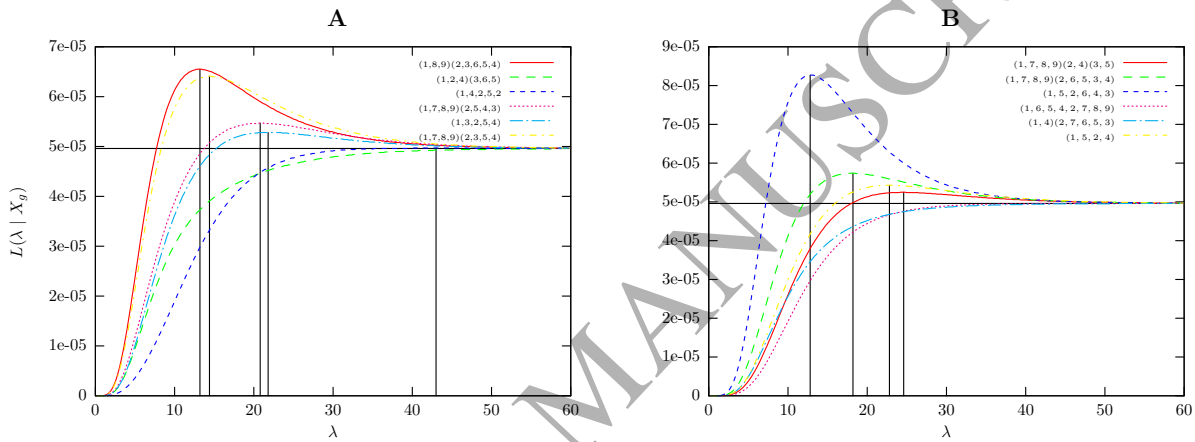 A
7e-05
6e-05
5e-05
4e-05
3e-05
2e-05
1e-05
0
0 10 20 30 40 50 60
L(λ | X_g)
λ
(1,8,9)(2,3,6,5,4)
(1,2,4)(3,6,5)
(1,4,2,5,2
(1,7,8,9)(2,5,4,3)
(1,3,2,5,4)
(1,7,8,9)(2,3,5,4)
B
9e-05
8e-05
7e-05
6e-05
5e-05
4e-05
3e-05
2e-05
1e-05
0
0 10 20 30 40 50 60
λ
(1,7,8,9)(2,4)(3,5)
(1,7,8,9)(2,6,5,3,4)
(1,5,2,6,4,3)
(1,6,5,4,2,7,8,9)
(1,4)(2,7,6,5,3)
(1,5,2,4)
MANUSC